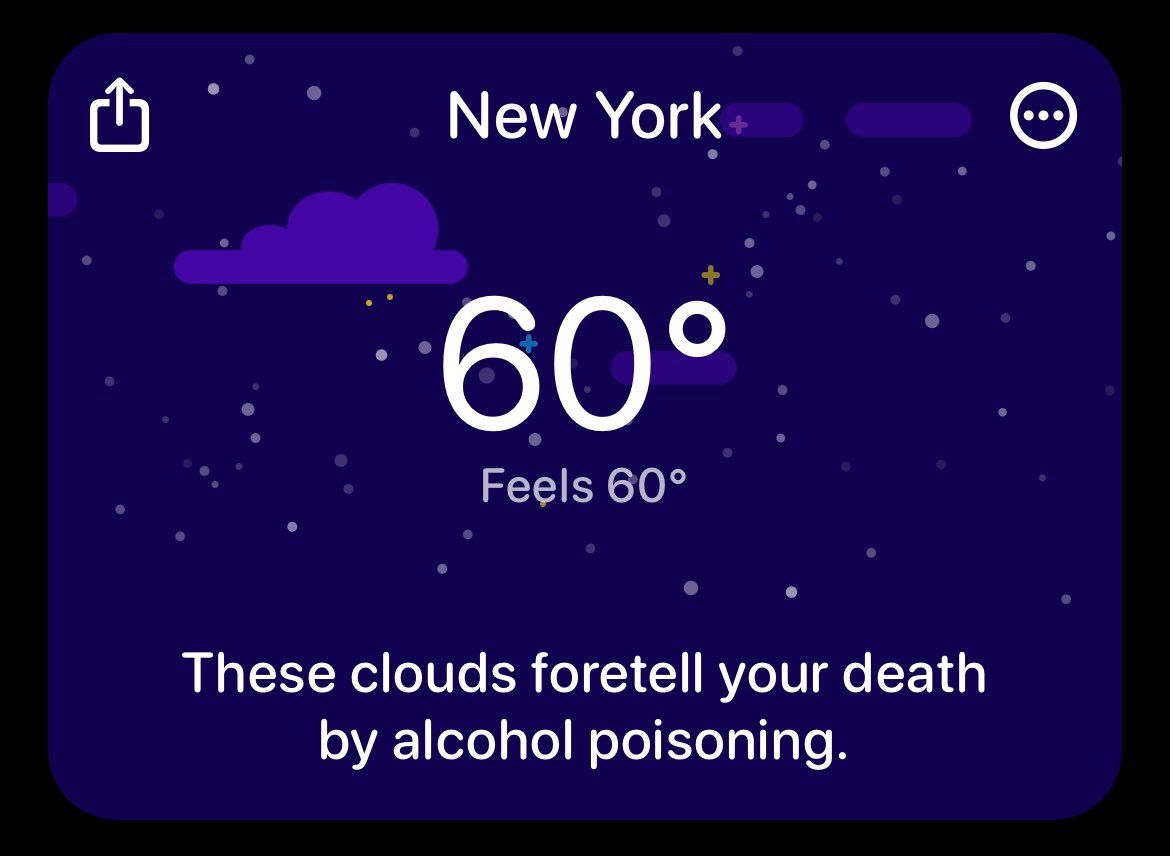 New York
60°
Feels 60°
These clouds foretell your death
by alcohol poisoning.